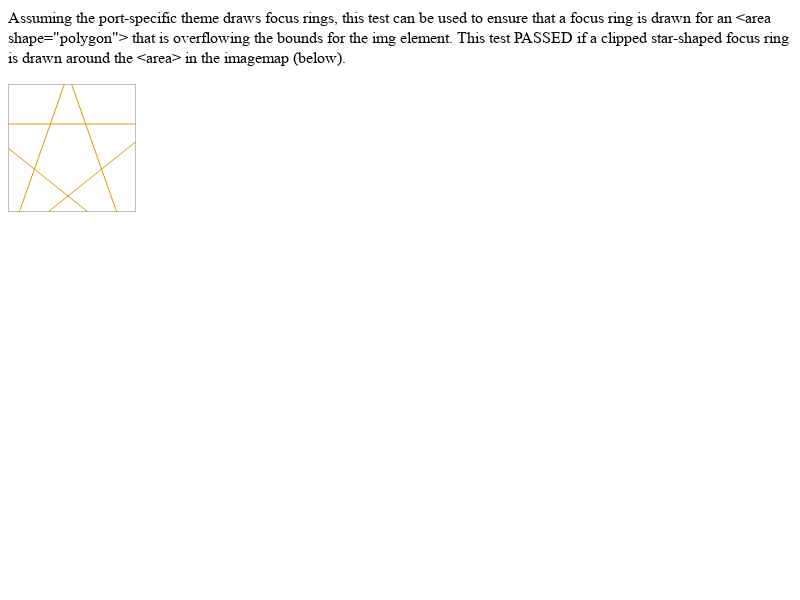 Assuming the port-specific theme draws focus rings, this test can be used to ensure that a focus ring is drawn for an <area
shape="polygon"> that is overflowing the bounds for the img element. This test PASSED if a clipped star-shaped focus ring
is drawn around the <area> in the imagemap (below).